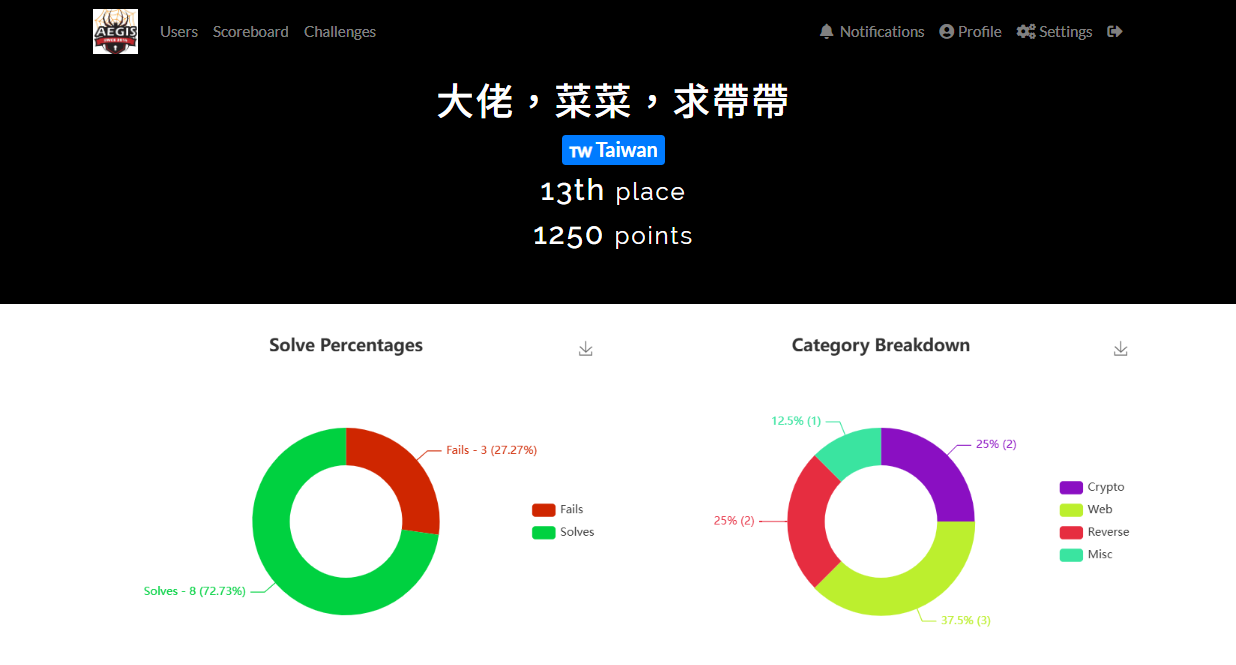 AEGIS
Users Scoreboard Challenges Notifications Profile Settings
大佬，菜菜，求帶帶
TW Taiwan
13th place
1250 points
Solve Percentages
Category Breakdown
Fails - 3 (27.27%)
Solves - 8 (72.73%)
Fails
Solves
12.5% (1)
25% (2)
25% (2)
37.5% (3)
Crypto
Web
Reverse
Misc